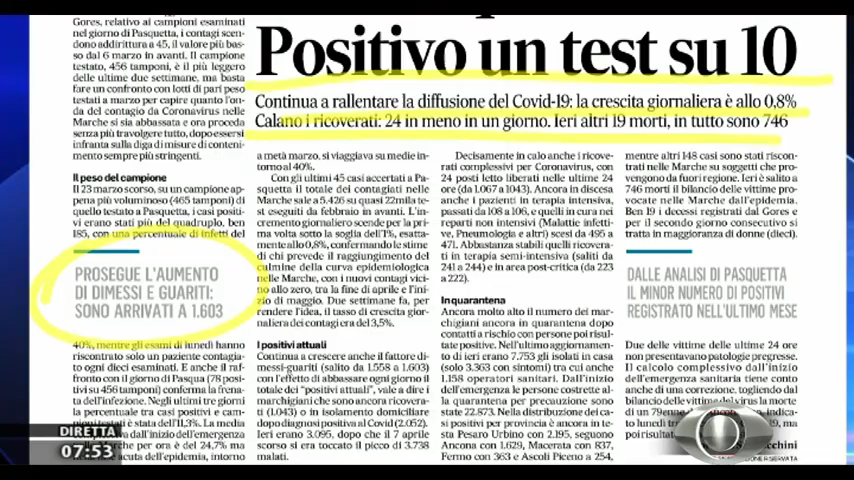 Positivo un test su 10
Continua a rallentare la diffusione del Covid-19: la crescita giornaliera è allo 0,8%
Calano i ricoverati: 24 in meno in un giorno. Ieri altri 19 morti, in tutto sono 746
Gores, relativo ai campioni esaminati
nel giorno di Pasquetta, i contagi scen-
dono addirittura a 45, il valore più bas-
so dal 6 marzo in avanti. Il campione
testato, 456 tamponi, è il più leggero
delle ultime due settimane, ma basta
fare un confronto con lotti di pari peso
testati a marzo per capire quanto l'on-
da del contagio da Coronavirus nelle
Marche si sia abbassata e ora proceda
senza più travolgere tutto, dopo essersi
infranta sulla diga di misure di conteni-
mento sempre più stringenti.
Il peso del campione
Il 23 marzo scorso, su un campione ap-
pena più voluminoso (465 tamponi) di
quello testato a Pasquetta, i casi positi-
vi erano stati più del quadruplo, ben
185, con una percentuale di infetti del
PROSEGUE L'AUMENTO
DI DIMESSI E GUARITI:
SONO ARRIVATI A 1.603
40%, mentre gli esami di lunedì hanno
riscontrato solo un paziente contagia-
to ogni dieci esaminati. E anche il raf-
fronto con il giorno di Pasqua (78 posi-
tivi su 456 tamponi) conferma la frena-
ta dell'infezione. Negli ultimi tre giorni
la percentuale tra casi positivi e cam-
pioni testati è stata dell'11,3%. La media
dall'inizio dell'emergenza
per ora è del 24,7% ma
acuta dell'epidemia, intorno
a metà marzo, si viaggiava su medie in-
torno al 40%.
Con gli ultimi 45 casi accertati a Pa-
squetta il totale dei contagiati nelle
Marche sale a 5.426 su quasi 22mila te-
st eseguiti da febbraio in avanti. L'in-
cremento giornaliero scende per la pri-
ma volta sotto la soglia dell'1%, esatta-
mente allo 0,8%, confermando le stime
di chi prevede il raggiungimento del
culmine della curva epidemiologica
nelle Marche, con i nuovi contagi vici-
no allo zero, tra la fine di aprile e l'ini-
zio di maggio. Due settimane fa, per
rendere l'idea, il tasso di crescita gior-
naliera dei contagi era del 3,5%.
I positivi attuali
Continua a crescere anche il fattore di-
messi-guariti (salito da 1.558 a 1.603)
con l'effetto di abbassare ogni giorno il
totale dei "positivi attuali", vale a dire i
marchigiani che sono ancora ricovera-
ti (1.043) o in isolamento domiciliare
dopo diagnosi positiva al Covid (2.052).
Ieri erano 3.095, dopo che il 7 aprile
scorso si era toccato il picco di 3.738
malati.
Decisamente in calo anche i ricove-
rati complessivi per Coronavirus, con
24 posti letto liberati nelle ultime 24
ore (da 1.067 a 1043). Ancora in discesa
anche i pazienti in terapia intensiva,
passati da 108 a 106, e quelli in cura nei
reparti non intensivi (Malattie infetti-
ve, Pneumologia e altri) scesi da 495 a
471. Abbastanza stabili quelli ricovera-
ti in terapia semi-intensiva (saliti da
241 a 244) e in area post-critica (da 223
a 222).
In quarantena
Ancora molto alto il numero dei mar-
chigiani ancora in quarantena dopo
contatti a rischio con persone poi risul-
tate positive. Nell'ultimo aggiornamen-
to di ieri erano 7.753 gli isolati in casa
(solo 3.363 con sintomi) tra cui anche
1.158 operatori sanitari. Dall'inizio
dell'emergenza le persone costrette al-
la quarantena per precauzione sono
state 22.873. Nella distribuzione dei ca-
si positivi per provincia è ancora in te-
sta Pesaro Urbino con 2.195, seguono
Ancona con 1.629, Macerata con 837,
Fermo con 363 e Ascoli Piceno a 254,
mentre altri 148 casi sono stati riscon-
trati nelle Marche su soggetti che pro-
vengono da fuori regione. Ieri è salito a
746 morti il bilancio delle vittime pro-
vocate nelle Marche dall'epidemia.
Ben 19 i decessi registrati dal Gores e
per il secondo giorno consecutivo si
tratta in maggioranza di donne (dieci).
DALLE ANALISI DI PASQUETTA
IL MINOR NUMERO DI POSITIVI
REGISTRATO NELL'ULTIMO MESE
Due delle vittime delle ultime 24 ore
non presentavano patologie pregresse.
Il calcolo complessivo dall'inizio
dell'emergenza sanitaria tiene conto
anche di una correzione, togliendo dal
bilancio delle vittime del virus la morte
di un 79enne
lunedì
poi risultato
DIRETTA
07:53